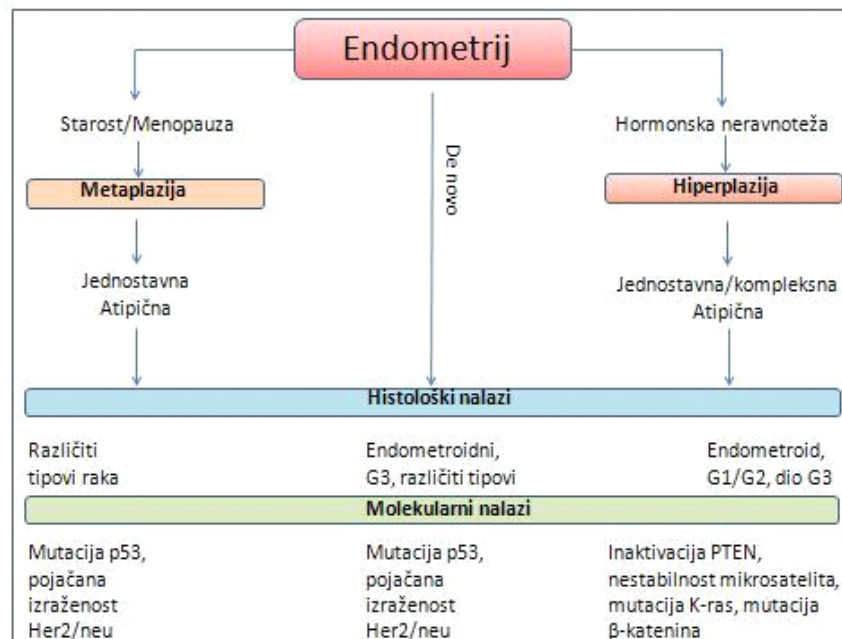 Endometrij
Starost/Menopauza
Hormonska neravnoteža
De novo
Metaplazija
Hiperplazija
Jednostavna
Atipična
Jednostavna/kompleksna
Atipična
Histološki nalazi
Različiti
tipovi raka
Endometroidni,
G3, različiti tipovi
Endometroid,
G1/G2, dio G3
Molekularni nalazi
Mutacija p53,
pojačana
izraženost
Her2/neu
Mutacija p53,
pojačana
izraženost
Her2/neu
Inaktivacija PTEN,
nestabilnost mikrosatelita,
mutacija K-ras, mutacija
β-katenina